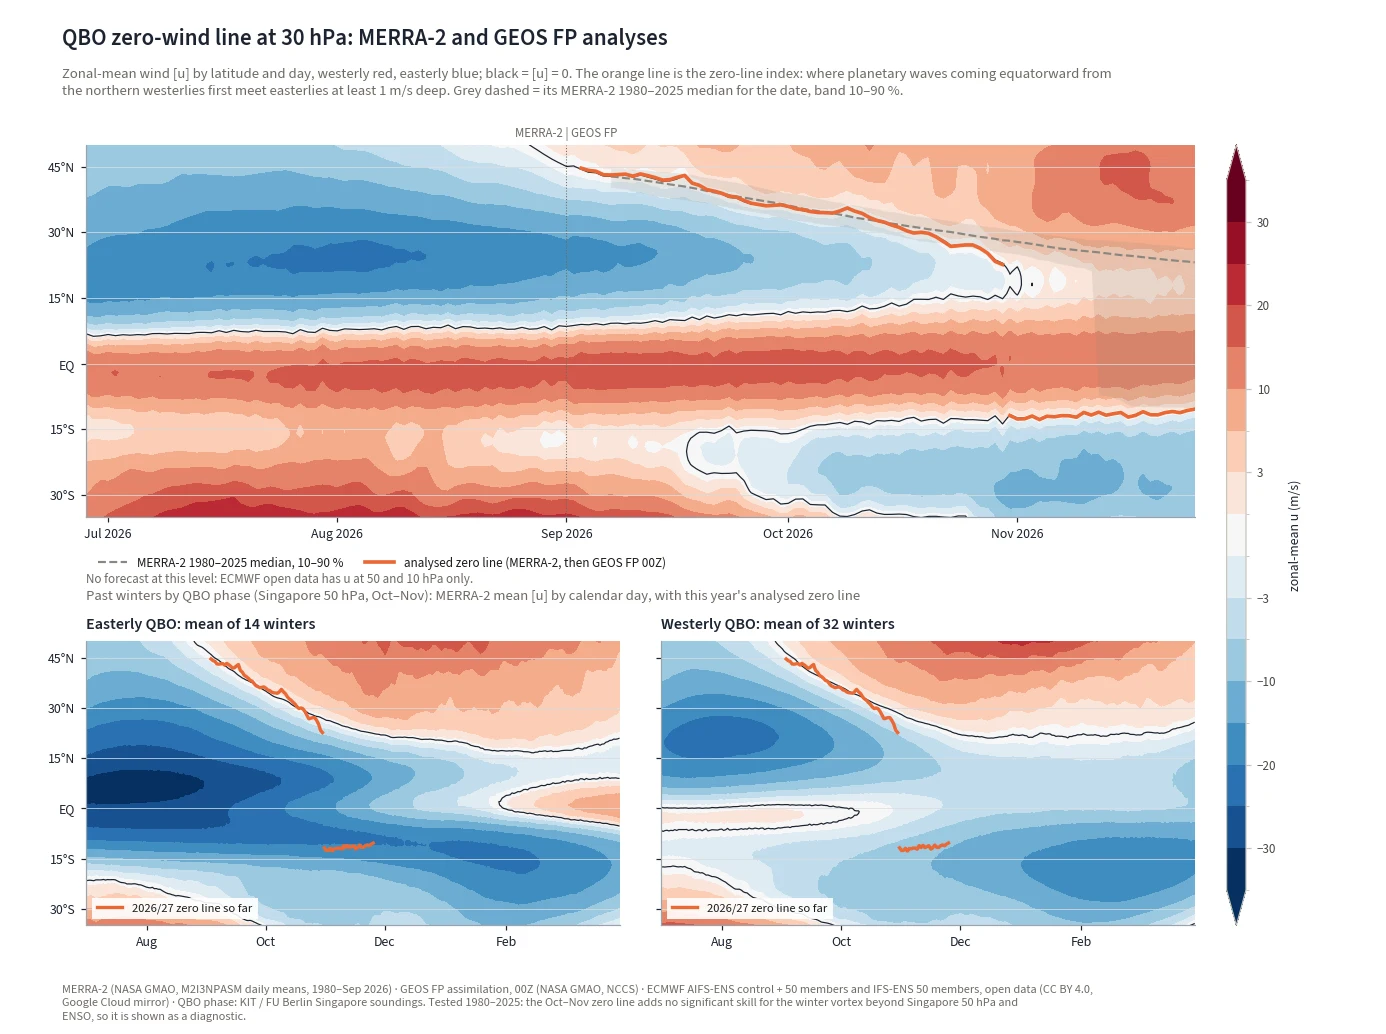 QBO zero-wind line at 30 hPa: MERRA-2 and GEOS FP analyses
Zonal-mean wind [u] by latitude and day, westerly red, easterly blue; black = [u] = 0. The orange line is the zero-line index: where planetary waves coming equatorward from
the northern westerlies first meet easterlies at least 1 m/s deep. Grey dashed = its MERRA-2 1980–2025 median for the date, band 10–90 %.
MERRA-2 | GEOS FP
45°N
30°N
15°N
EQ
15°S
30°S
Jul 2026
Aug 2026
Sep 2026
Oct 2026
Nov 2026
30
20
10
3
−3
−10
−20
−30
zonal-mean u (m/s)
MERRA-2 1980–2025 median, 10–90 %
analysed zero line (MERRA-2, then GEOS FP 00Z)
No forecast at this level: ECMWF open data has u at 50 and 10 hPa only.
Past winters by QBO phase (Singapore 50 hPa, Oct–Nov): MERRA-2 mean [u] by calendar day, with this year's analysed zero line
Easterly QBO: mean of 14 winters
45°N
30°N
15°N
EQ
15°S
30°S
2026/27 zero line so far
Aug
Oct
Dec
Feb
Westerly QBO: mean of 32 winters
2026/27 zero line so far
Aug
Oct
Dec
Feb
MERRA-2 (NASA GMAO, M2I3NPASM daily means, 1980–Sep 2026) · GEOS FP assimilation, 00Z (NASA GMAO, NCCS) · ECMWF AIFS-ENS control + 50 members and IFS-ENS 50 members, open data (CC BY 4.0,
Google Cloud mirror) · QBO phase: KIT / FU Berlin Singapore soundings. Tested 1980–2025: the Oct–Nov zero line adds no significant skill for the winter vortex beyond Singapore 50 hPa and
ENSO, so it is shown as a diagnostic.